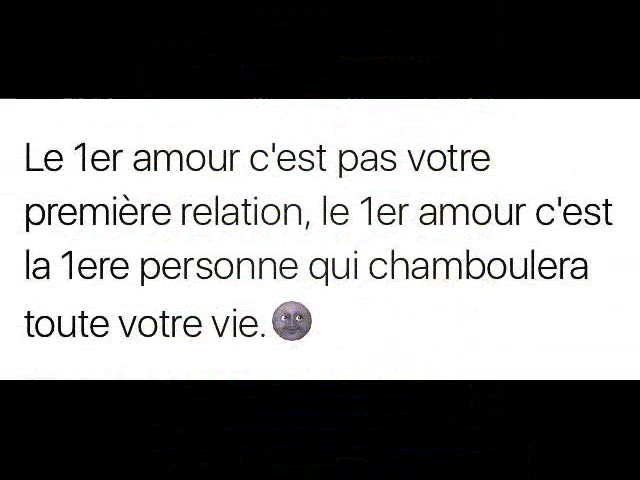 Le 1er amour c'est pas votre
première relation, le 1er amour c'est
la 1ere personne qui chamboulera
toute votre vie.🌚